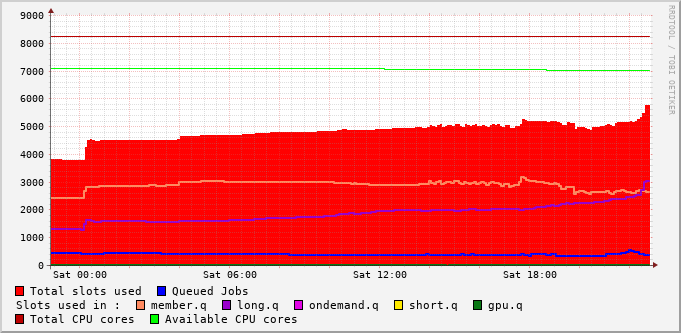 9000
8000
7000
6000
5000
4000
3000
2000
1000
0
Sat 00:00 Sat 06:00 Sat 12:00 Sat 18:00
Total slots used Queued Jobs
Slots used in : member.q long.q ondemand.q short.q gpu.q
Total CPU cores Available CPU cores
RRDTOOL / TOBI OETIKER